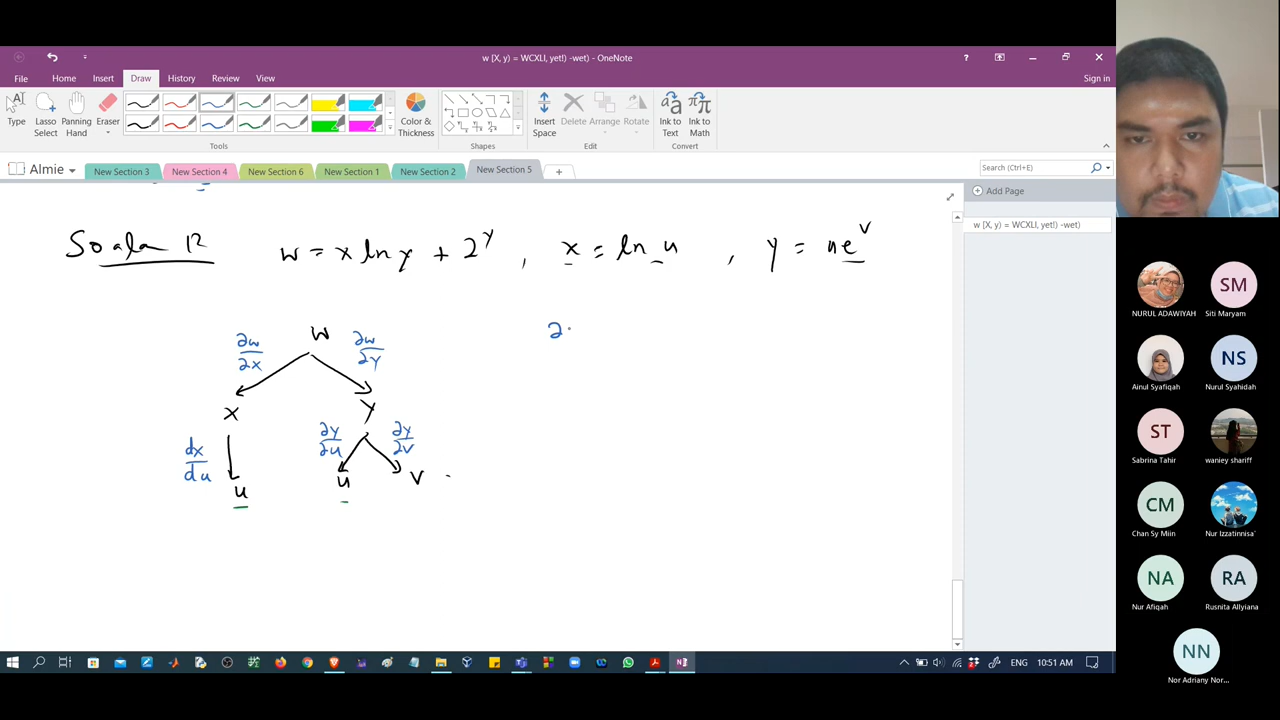 w [X, y) = WCXLI, yet!) -wet) - OneNote
File Home Insert Draw History Review View Sign in
Type Lasso Select Panning Hand Eraser Color & Thickness Insert Space Delete Arrange Rotate Ink to Text Ink to Math
Tools Shapes Edit Convert
Almie New Section 3 New Section 4 New Section 6 New Section 1 New Section 2 New Section 5 Search (Ctrl+E)
Add Page
w [X, y) = WCXLI, yet!) -wet)
Soalan 12 w = x ln y + 2^y , x = ln u , y = ue^v
W
∂w/∂x ∂w/∂y ∂
X Y
dx/du ∂y/∂u ∂y/∂v
u u v
NURUL ADAWIYAH
SM Siti Maryam
Ainul Syafiqah
NS Nurul Syahidah
ST Sabrina Tahir
waniey shariff
CM Chan Sy Miin
Nur Izzatinnisa'
NA Nur Afiqah
RA Rusnita Allyiana
NN Nor Adriany Nor...
ENG 10:51 AM